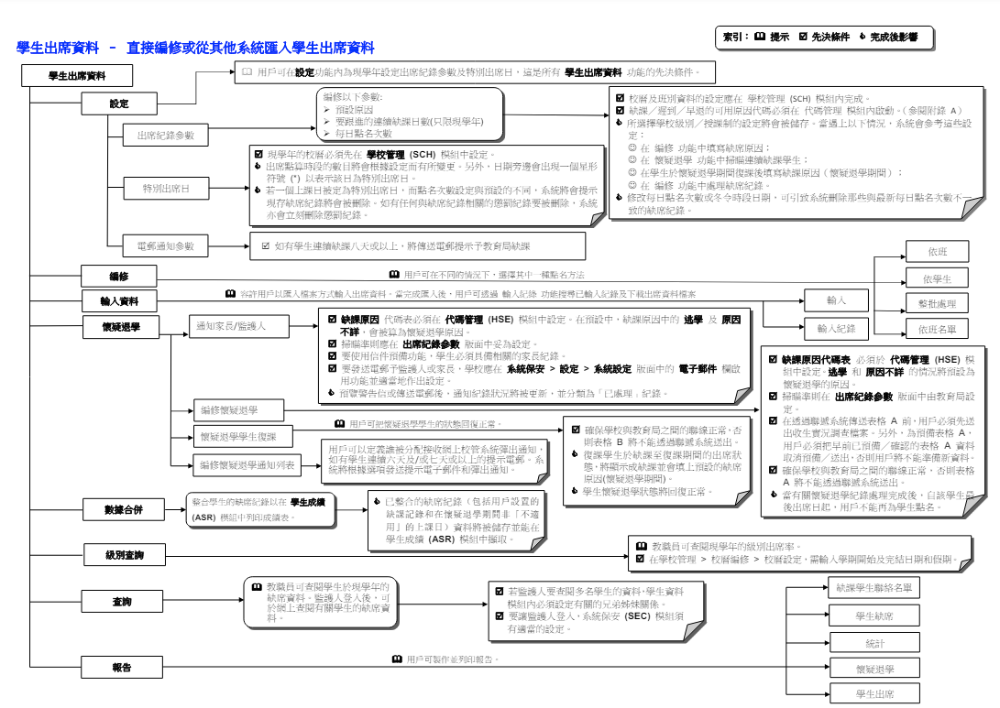 學生出席資料 - 直接編修或從其他系統匯入學生出席資料
索引： 提示 先決條件 完成後影響
學生出席資料
用戶可在設定功能內為現學年設定出席紀錄參數及特別出席日，這是所有 學生出席資料 功能的先決條件。
設定
出席紀錄參數
編修以下參數:
➢ 預設原因
➢ 要跟進的連續缺課日數(只限現學年)
➢ 每日點名次數
校曆及班別資料的設定應在 學校管理 (SCH) 模組內完成。
缺課／遲到／早退的可用原因代碼必須在 代碼管理 模組內啟動。(參閱附錄 A)
所選擇學校級別／授課制的設定將會被儲存。當遇上以下情況，系統會參考這些設
定：
☺ 在 編修 功能中填寫缺席原因；
☺ 在 懷疑退學 功能中掃瞄連續缺課學生；
☺ 在學生於懷疑退學期間復課後填寫缺課原因（懷疑退學期間）；
☺ 在 編修 功能中處理缺席紀錄。
修改每日點名次數或冬令時段日期，可引致系統刪除那些與最新每日點名次數不一
致的缺席紀錄。
特別出席日
現學年的校曆必須先在 學校管理 (SCH) 模組中設定。
出席點算時段的數目將會根據設定而有所變更。另外，日期旁邊會出現一個星形
符號 (*) 以表示該日為特別出席日。
若一個上課日被定為特別出席日，而點名次數設定與預設的不同，系統將會提示
現存缺席紀錄將會被刪除。如有任何與缺席紀錄相關的懲罰紀錄要被刪除，系統
亦會立刻刪除懲罰紀錄。
電郵通知參數
如有學生連續缺課八天或以上，將傳送電郵提示予教育局缺課
編修
用戶可在不同的情況下，選擇其中一種點名方法
依班
依學生
整批處理
依班名單
輸入資料
容許用戶以匯入檔案方式輸入出席資料。當完成匯入後，用戶可透過 輸入紀錄 功能搜尋已輸入紀錄及下載出席資料檔案
輸入
輸入紀錄
懷疑退學
通知家長/監護人
缺課原因 代碼表必須在 代碼管理 (HSE) 模組中設定。在預設中，缺課原因中的 逃學 及 原因
不詳，會被算為懷疑退學原因。
掃瞄準則應在 出席紀錄參數 版面中妥為設定。
要使用信件預備功能，學生必須具備相關的家長紀錄。
要發送電郵予監護人或家長，學校應在 系統保安 > 設定 > 系統設定 版面中的 電子郵件 欄啟
用功能並適當地作出設定。
預覽警告信或傳送電郵後，通知紀錄狀況將被更新，並分類為「已處理」紀錄。
編修懷疑退學
缺課原因代碼表 必須於 代碼管理 (HSE) 模
組中設定。逃學 和 原因不詳 的情況將預設為
懷疑退學的原因。
掃瞄準則在 出席紀錄參數 版面中由教育局設
定。
在透過聯遞系統傳送表格 A 前，用戶必須先送
出收生實況調查檔案。另外，為預備表格 A，
用戶必須把早前已預備／確認的表格 A 資料
取消預備／送出，否則用戶將不能準備新資料。
確保學校與教育局之間的聯線正常，否則表格
A 將不能透過聯遞系統送出。
當有關懷疑退學紀錄處理完成後，自該學生最
後出席日起，用戶不能再為學生點名。
懷疑退學學生復課
用戶可把懷疑退學學生的狀態回復正常。
確保學校與教育局之間的聯線正常，否
則表格 B 將不能透過聯遞系統送出。
復課學生於缺課至復課期間的出席狀
態，將顯示成缺課並會填上預設的缺席
原因(懷疑退學期間)。
學生懷疑退學狀態將回復正常。
編修懷疑退學通知列表
用戶可以定義誰被分配接收網上校管系統彈出通知，
如有學生連續六天及/或七天或以上的提示電郵。系
統將根據選項發送提示電子郵件和彈出通知。
數據合併
整合學生的缺席紀錄以在 學生成績
(ASR) 模組中列印成績表。
已整合的缺席紀錄（包括用戶設置的
缺課記錄和在懷疑退學期間非「不適
用」的上課日）資料將被儲存並能在
學生成績 (ASR) 模組中擷取。
級別查詢
教職員可查閱現學年的級別出席率。
在學校管理 > 校曆編修 > 校曆設定，需輸入學期開始及完結日期和假期。
查詢
教職員可查閱學生於現學年的
缺席資料。監護人登入後，可
於網上查閱有關學生的缺席資
料。
若監護人要查閱多名學生的資料，學生資料
模組內必須設定有關的兄弟姊妹關係。
要讓監護人登入，系統保安 (SEC) 模組須
有適當的設定。
報告
用戶可製作並列印報告。
缺課學生聯絡名單
學生缺席
統計
懷疑退學
學生出席